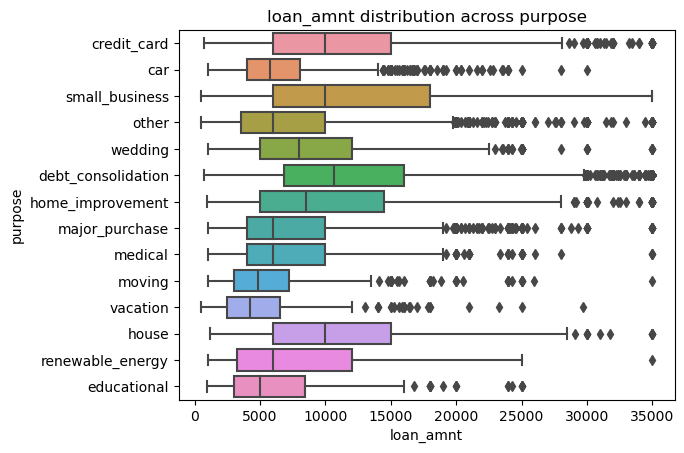 loan_amnt distribution across purpose
purpose
credit_card
car
small_business
other
wedding
debt_consolidation
home_improvement
major_purchase
medical
moving
vacation
house
renewable_energy
educational
0 5000 10000 15000 20000 25000 30000 35000
loan_amnt